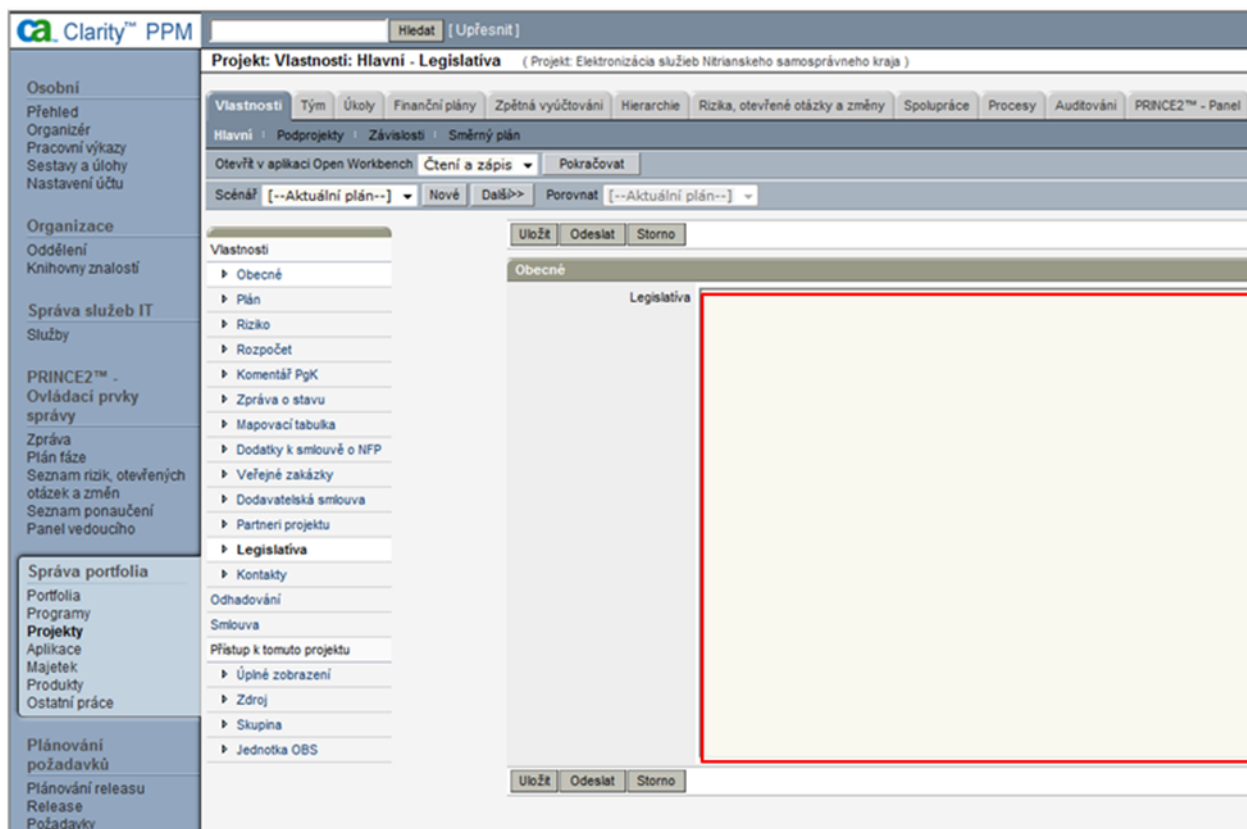 ca Clarity™ PPM
Hledat [ Upřesnit ]
Projekt: Vlastnosti: Hlavní - Legislatíva ( Projekt: Elektronizácia služieb Nitrianskeho samosprávneho kraja )
Osobní
Přehled
Organizér
Pracovní výkazy
Sestavy a úlohy
Nastavení účtu
Organizace
Oddělení
Knihovny znalostí
Správa služeb IT
Služby
PRINCE2™ -
Ovládací prvky
správy
Zpráva
Plán fáze
Seznam rizik, otevřených
otázek a změn
Seznam ponaučení
Panel vedoucího
Správa portfolia
Portfolia
Programy
Projekty
Aplikace
Majetek
Produkty
Ostatní práce
Plánování
požadavků
Plánování releasu
Release
Požadavky
Vlastnosti Tým Úkoly Finanční plány Zpětná vyúčtování Hierarchie Rizika, otevřené otázky a změny Spolupráce Procesy Auditování PRINCE2™ - Panel
Hlavní Podprojekty Závislosti Směrný plán
Otevřít v aplikaci Open Workbench Čtení a zápis Pokračovat
Scénář [--Aktuální plán--] Nové Další>> Porovnat [--Aktuální plán--]
Vlastnosti
Obecné
Plán
Riziko
Rozpočet
Komentář PgK
Zpráva o stavu
Mapovací tabulka
Dodatky k smlouvě o NFP
Veřejné zakázky
Dodavatelská smlouva
Partneri projektu
Legislatíva
Kontakty
Odhadování
Smlouva
Přístup k tomuto projektu
Úplné zobrazení
Zdroj
Skupina
Jednotka OBS
Uložit Odeslat Storno
Obecné
Legislatíva
Uložit Odeslat Storno